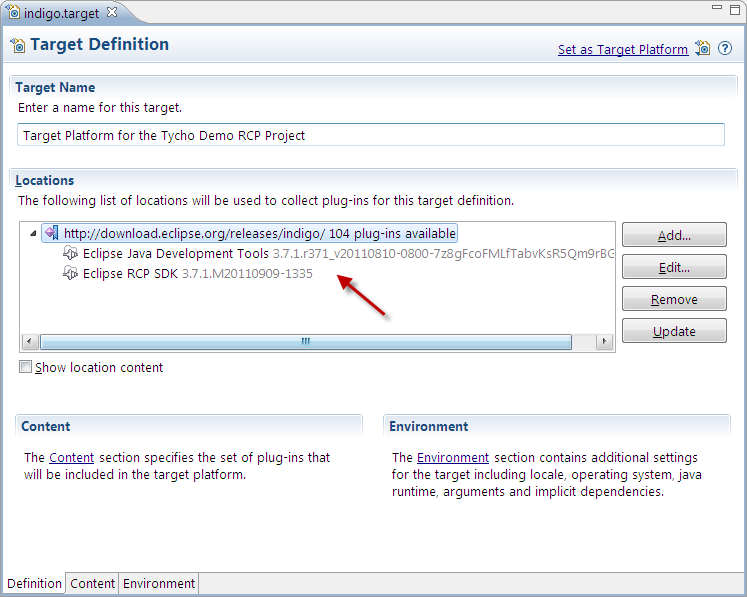 indigo.target
Target Definition
Set as Target Platform
Target Name
Enter a name for this target.
Target Platform for the Tycho Demo RCP Project
Locations
The following list of locations will be used to collect plug-ins for this target definition.
http://download.eclipse.org/releases/indigo/ 104 plug-ins available
Eclipse Java Development Tools 3.7.1.r371_v20110810-0800-7z8gFcoFMLfTabvKsR5Qm9rBG
Eclipse RCP SDK 3.7.1.M20110909-1335
Add...
Edit...
Remove
Update
Show location content
Content
The Content section specifies the set of plug-ins that
will be included in the target platform.
Environment
The Environment section contains additional settings
for the target including locale, operating system, java
runtime, arguments and implicit dependencies.
Definition Content Environment